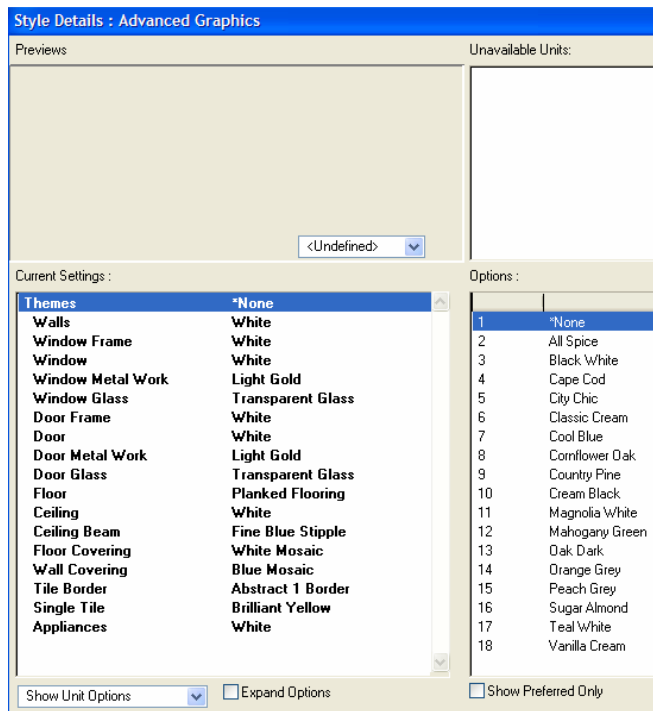 Style Details : Advanced Graphics
Previews
Unavailable Units:
<Undefined>
Current Settings :
Themes *None
Walls White
Window Frame White
Window White
Window Metal Work Light Gold
Window Glass Transparent Glass
Door Frame White
Door White
Door Metal Work Light Gold
Door Glass Transparent Glass
Floor Planked Flooring
Ceiling White
Ceiling Beam Fine Blue Stipple
Floor Covering White Mosaic
Wall Covering Blue Mosaic
Tile Border Abstract 1 Border
Single Tile Brilliant Yellow
Appliances White
Show Unit Options
Expand Options
Options :
1 *None
2 All Spice
3 Black White
4 Cape Cod
5 City Chic
6 Classic Cream
7 Cool Blue
8 Cornflower Oak
9 Country Pine
10 Cream Black
11 Magnolia White
12 Mahogany Green
13 Oak Dark
14 Orange Grey
15 Peach Grey
16 Sugar Almond
17 Teal White
18 Vanilla Cream
Show Preferred Only